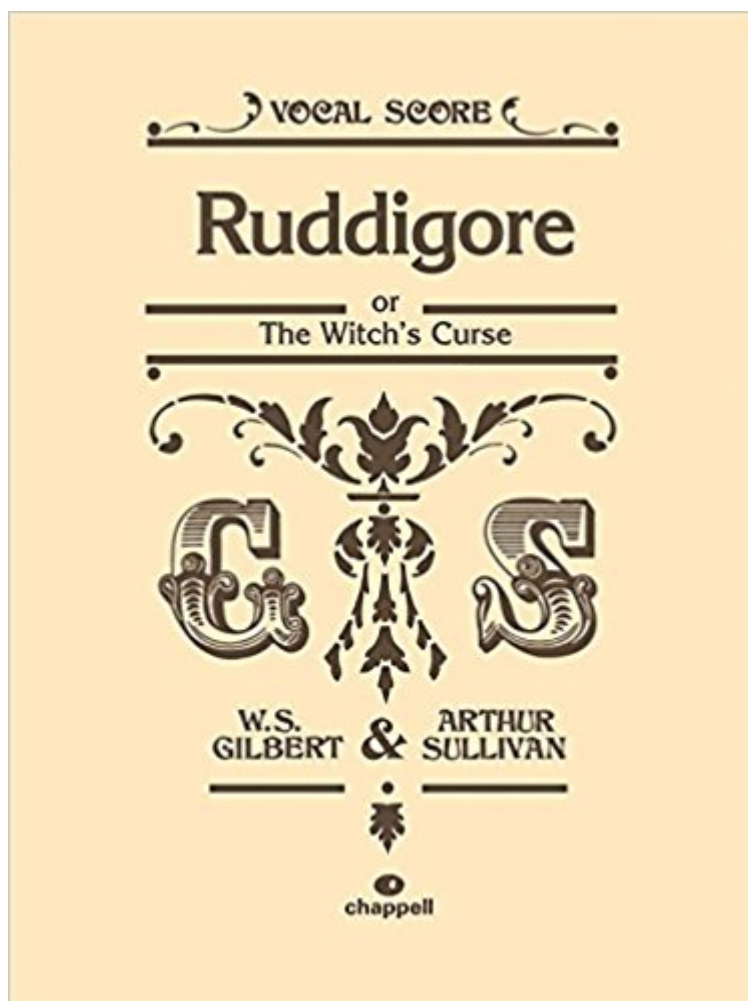 VOCAL SCORE
Ruddigore
or
The Witch's Curse
G S
W.S. GILBERT & ARTHUR SULLIVAN
chappell